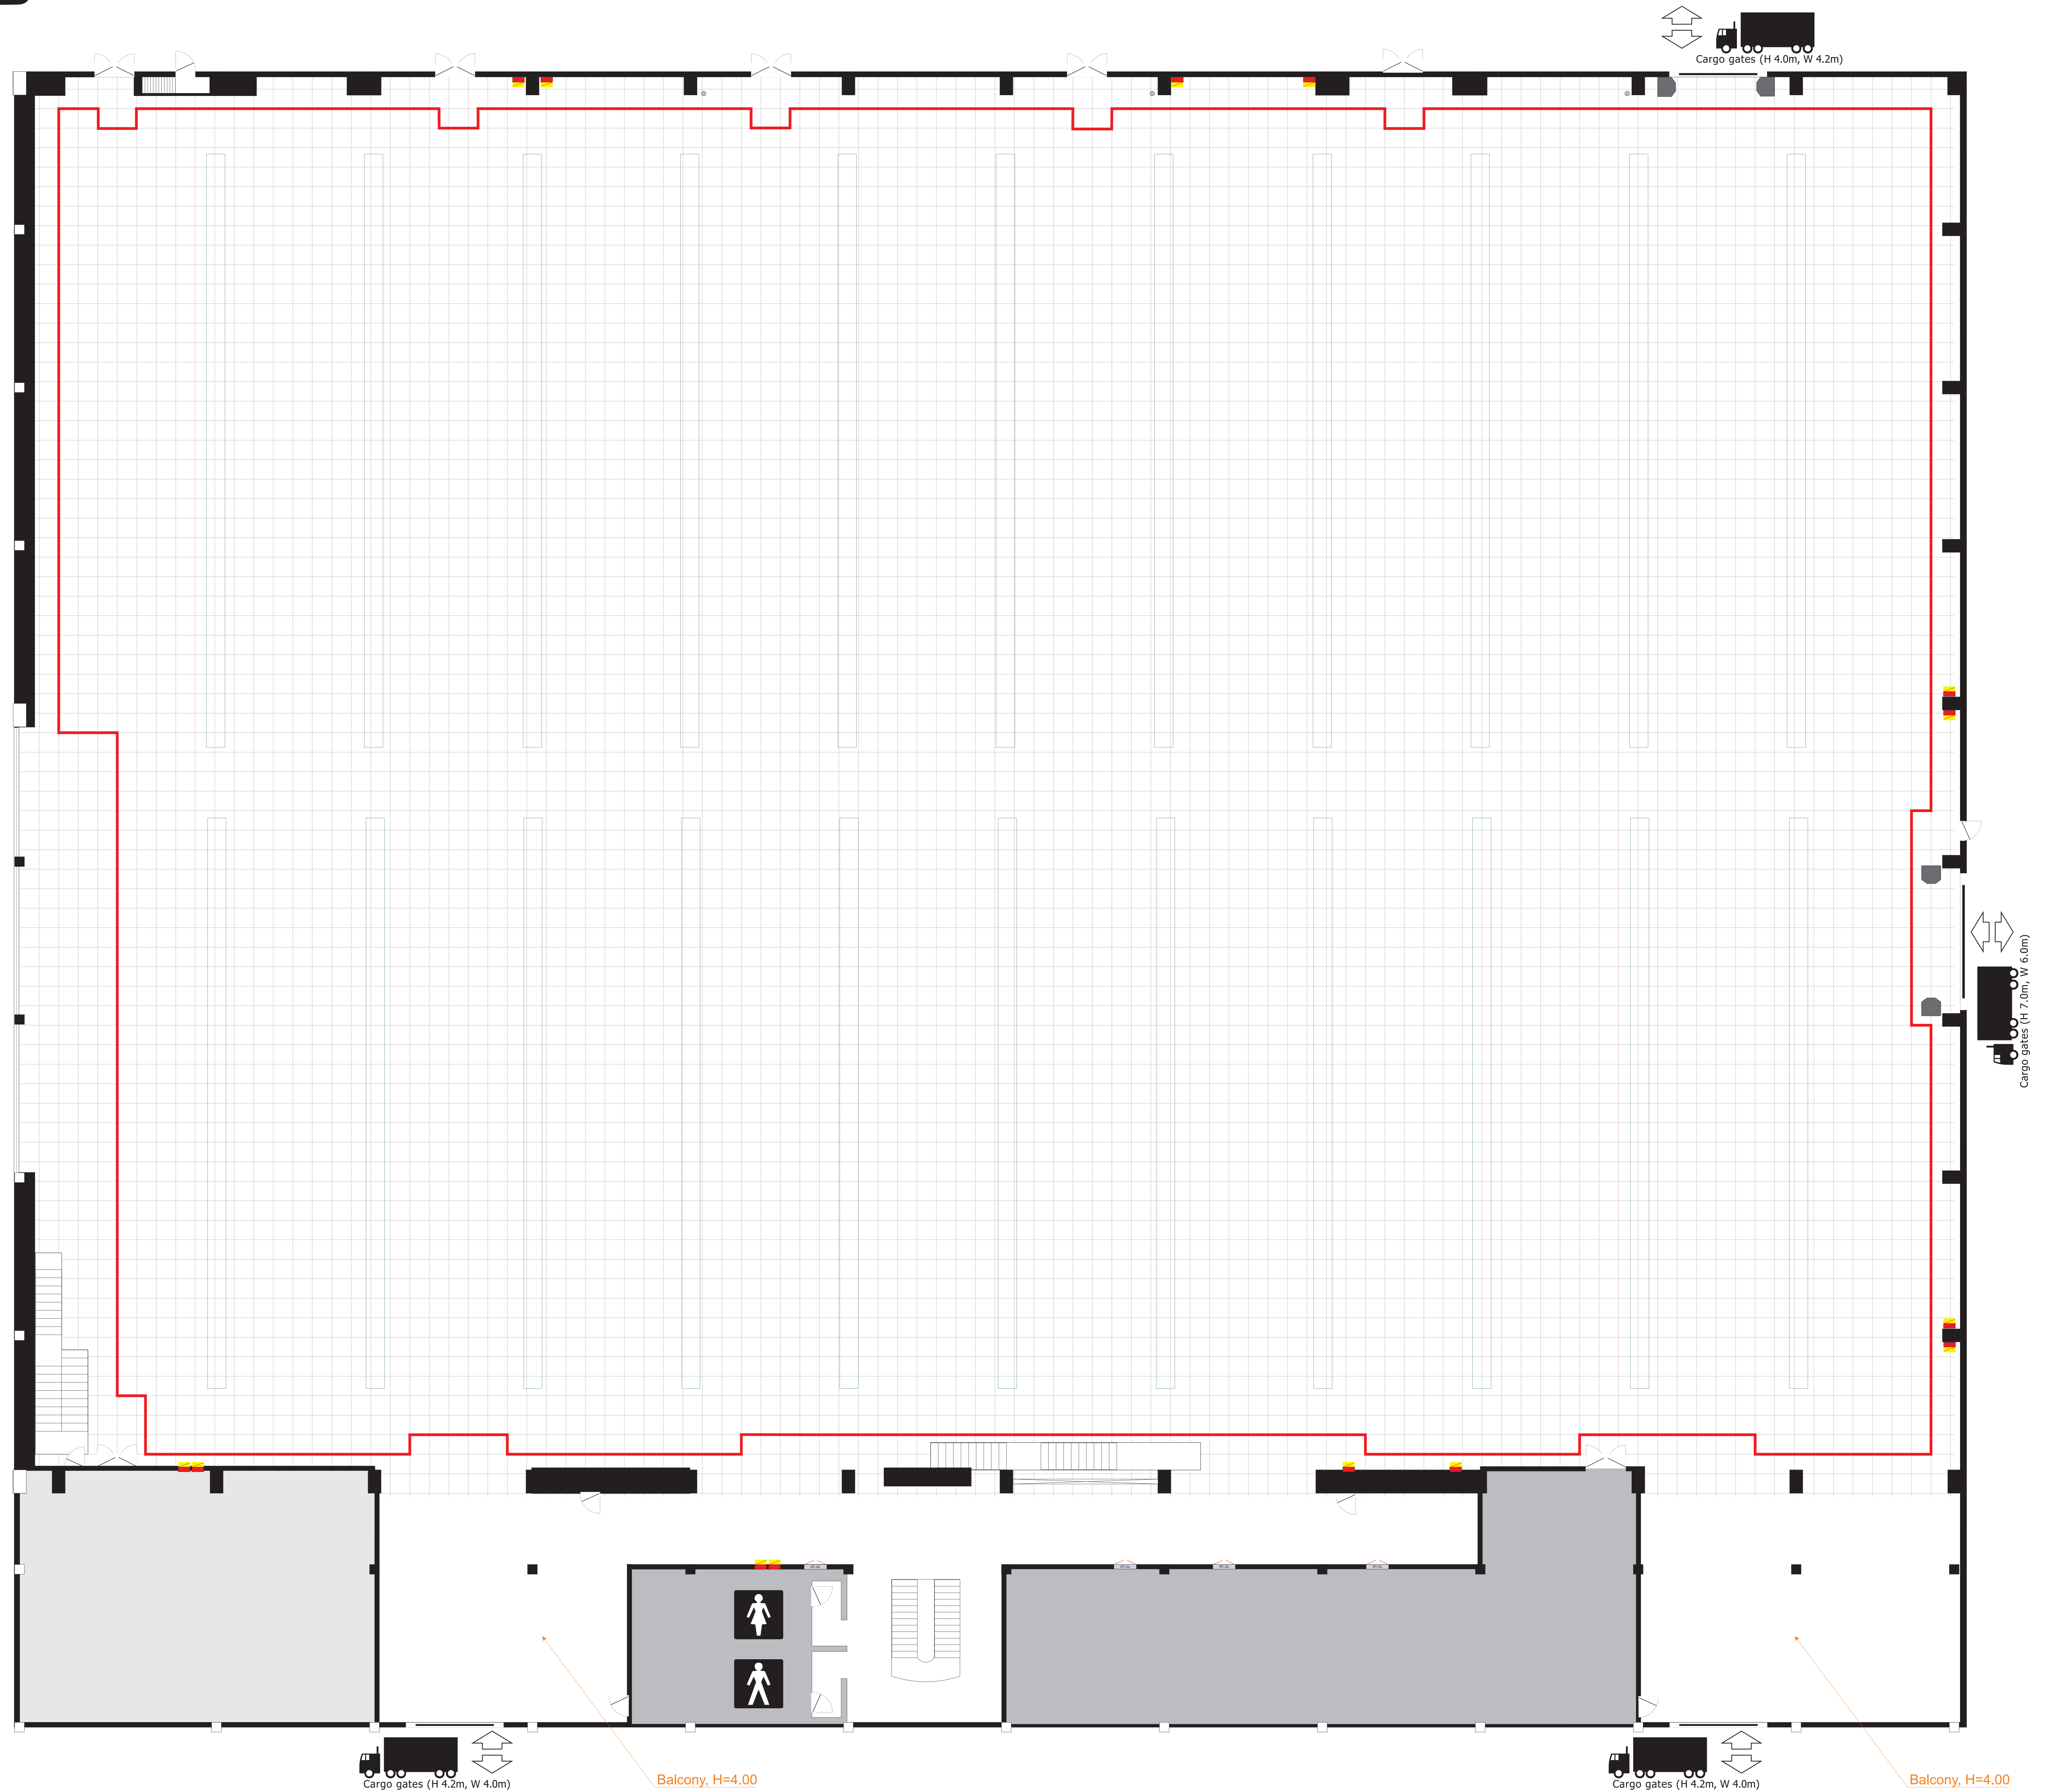 Cargo gates (H 4.0m, W 4.2m)
Cargo gates (H 7.0m, W 6.0m)
Balcony, H=4.00
Balcony, H=4.00
Cargo gates (H 4.2m, W 4.0m)
Cargo gates (H 4.2m, W 4.0m)